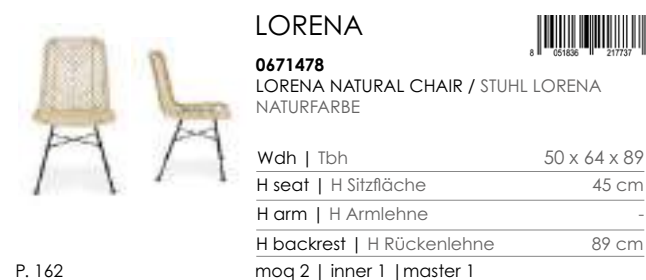 LORENA
8 051836 217737
0671478
LORENA NATURAL CHAIR / STUHL LORENA
NATURFARBE
Wdh | Tbh 50 x 64 x 89
H seat | H Sitzfläche 45 cm
H arm | H Armlehne -
H backrest | H Rückenlehne 89 cm
P. 162 moq 2 | inner 1 | master 1